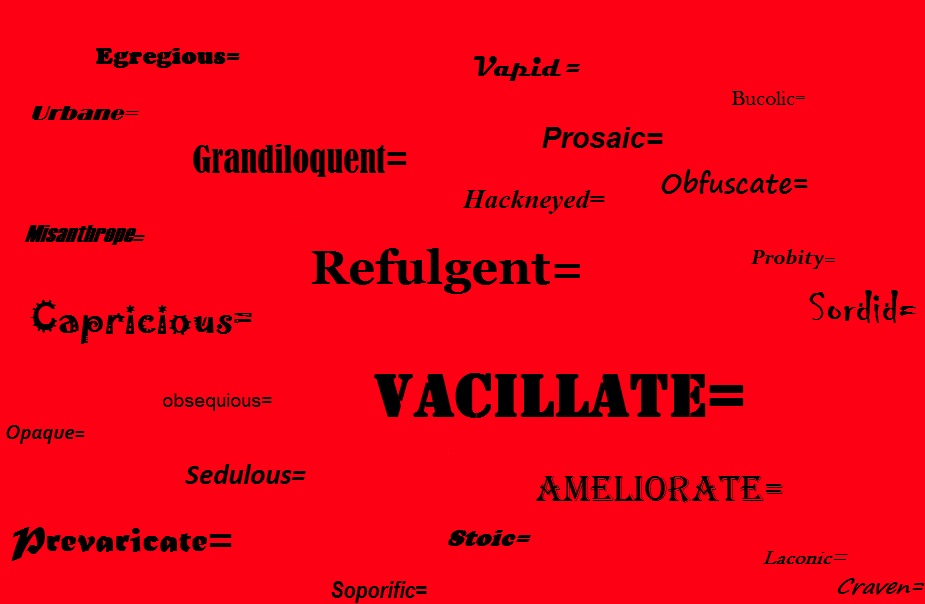 Egregious=
Vapid =
Bucolic=
Urbane=
Prosaic=
Grandiloquent=
Obfuscate=
Hackneyed=
Misanthrope=
Refulgent=
Probity=
Sordid=
Capricious=
VACILLATE=
obsequious=
Opaque=
Sedulous=
AMELIORATE=
Prevaricate=
Stoic=
Laconic=
Soporific=
Craven=